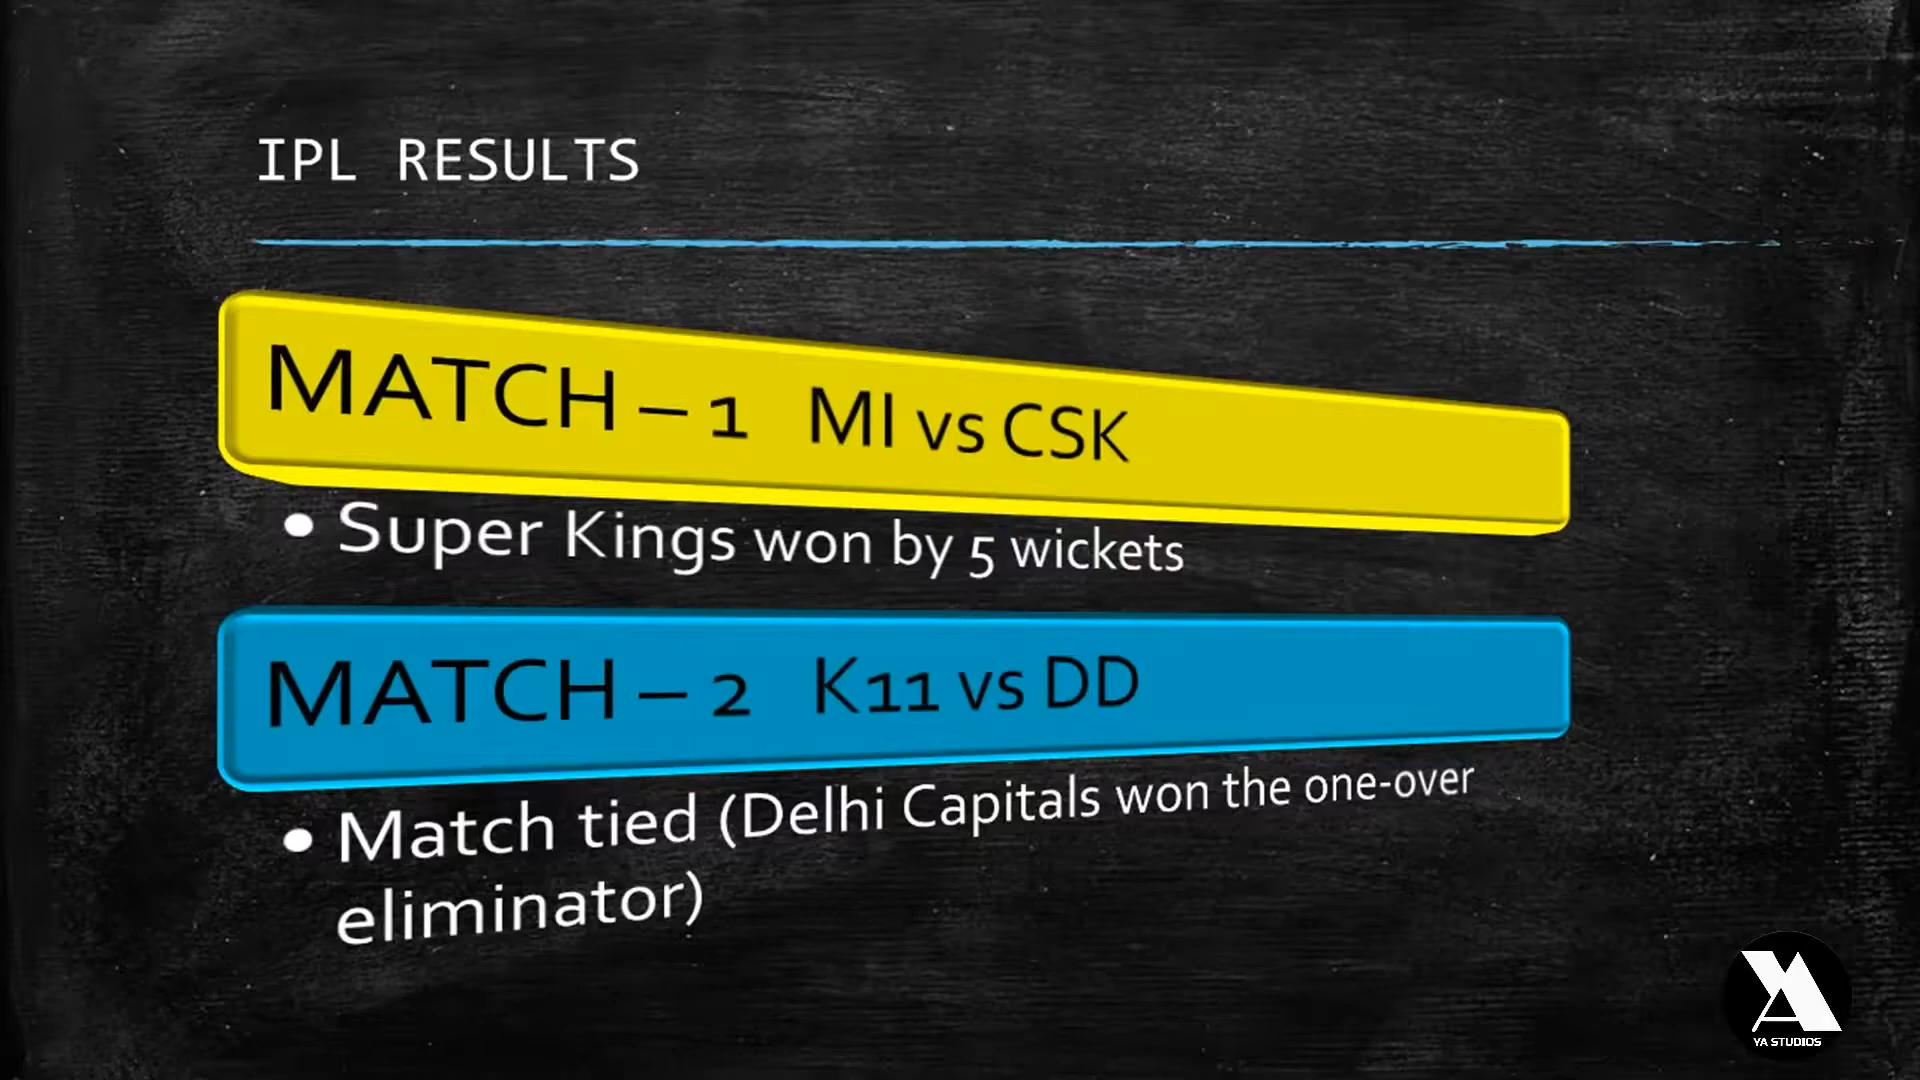 IPL RESULTS
MATCH – 1 MI vs CSK
• Super Kings won by 5 wickets
MATCH – 2 K11 vs DD
• Match tied (Delhi Capitals won the one-over
eliminator)
YA STUDIOS